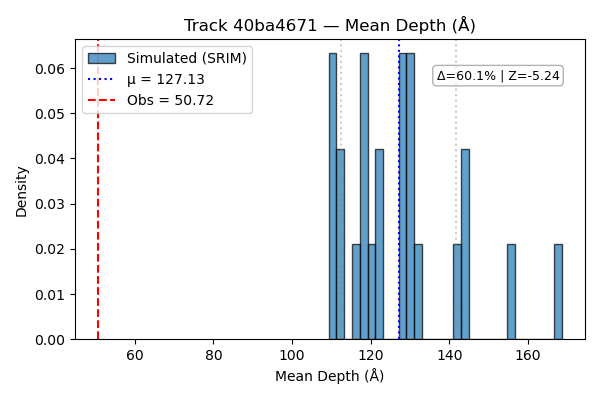 Track 40ba4671 — Mean Depth (Å)
Simulated (SRIM)
μ = 127.13
Obs = 50.72
Δ=60.1% | Z=-5.24
Density
0.06
0.05
0.04
0.03
0.02
0.01
0.00
60 80 100 120 140 160
Mean Depth (Å)